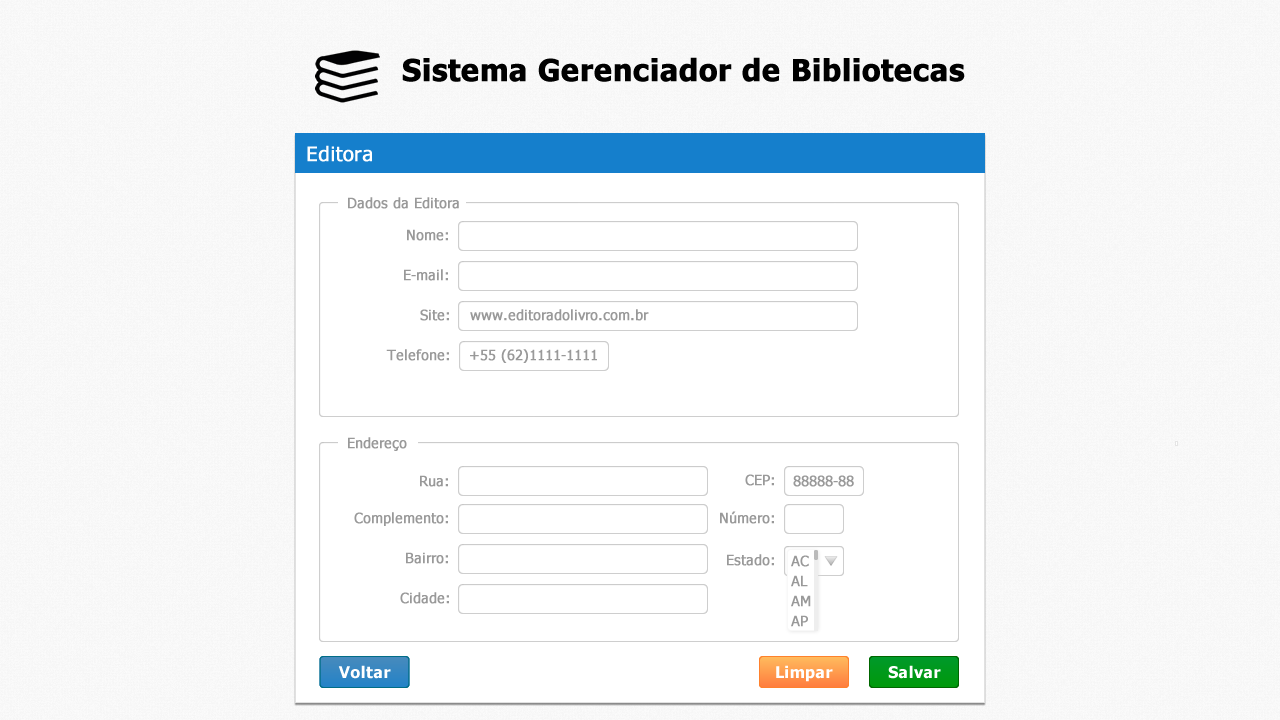 Sistema Gerenciador de Bibliotecas
Editora
Dados da Editora
Nome:
E-mail:
Site: www.editoradolivro.com.br
Telefone: +55 (62)1111-1111
Endereço
Rua: CEP: 88888-88
Complemento: Número:
Bairro: Estado: AC
AL
Cidade: AM
AP
Voltar Limpar Salvar